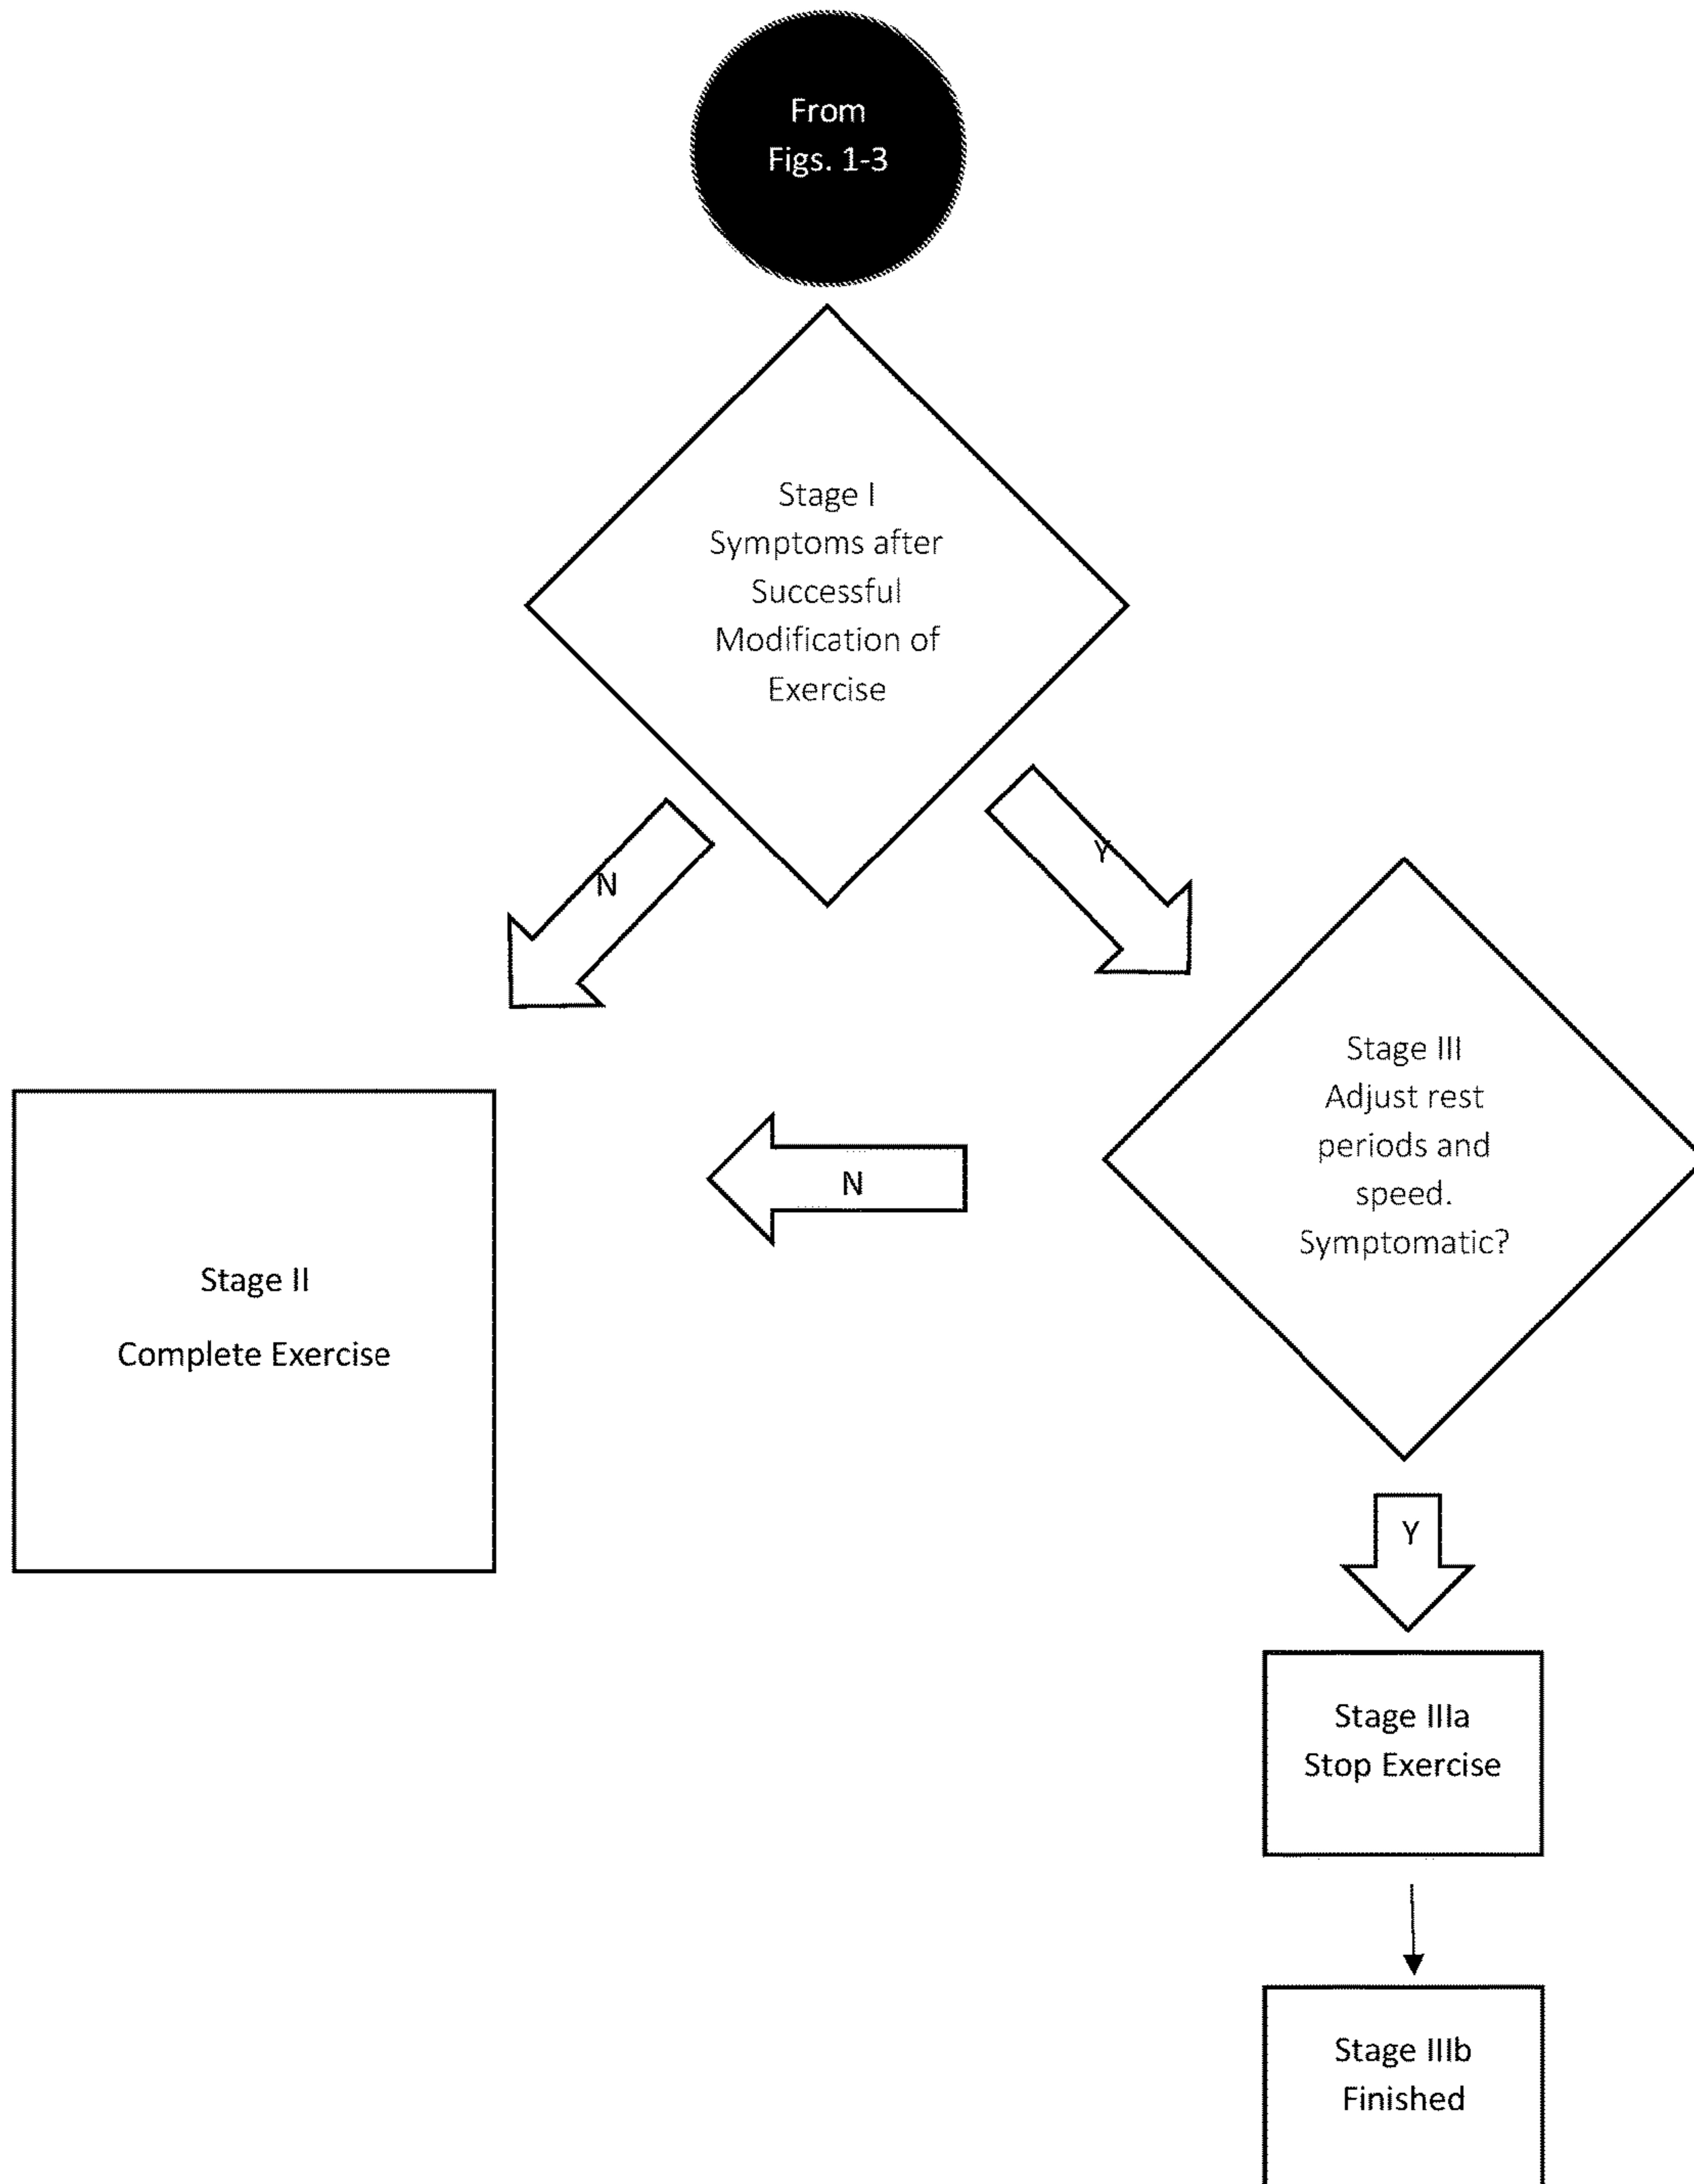 From
Figs. 1-3
Stage I
Symptoms after
Successful
Modification of
Exercise
N
Y
Stage III
Adjust rest
periods and
speed.
Symptomatic?
N
Stage II
Complete Exercise
Y
Stage IIIa
Stop Exercise
Stage IIIb
Finished